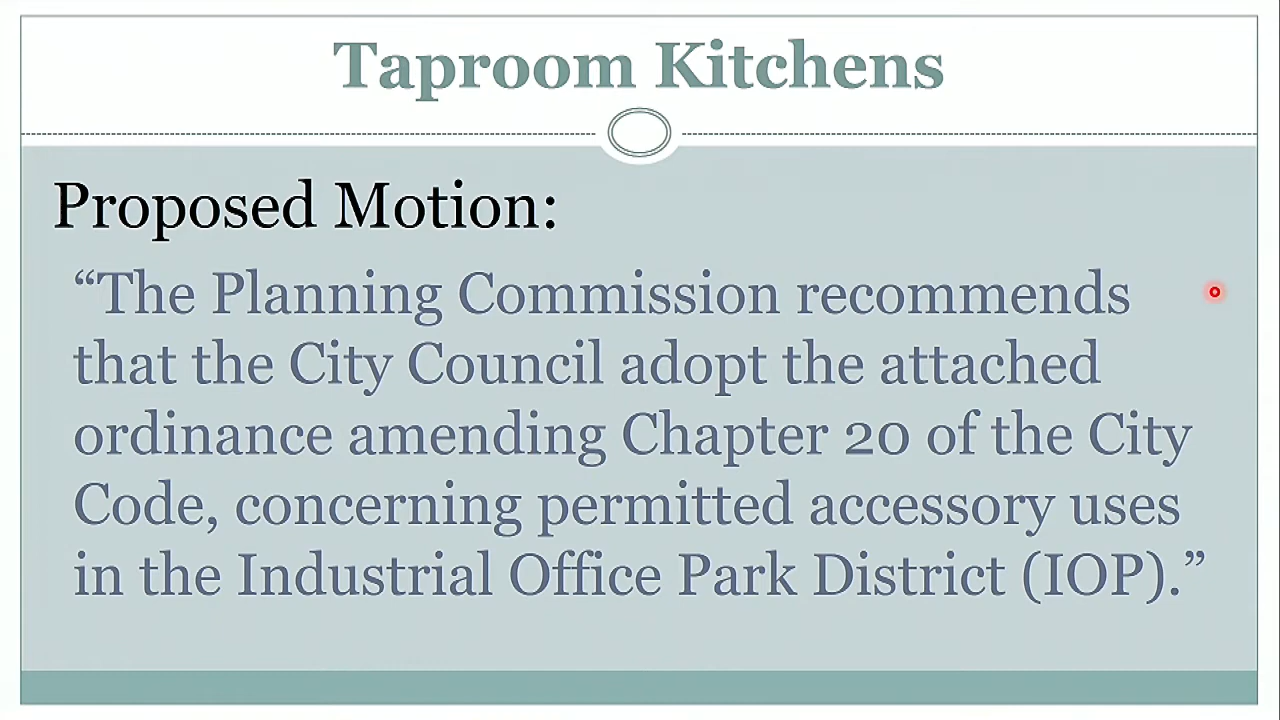 Taproom Kitchens
Proposed Motion:
“The Planning Commission recommends
that the City Council adopt the attached
ordinance amending Chapter 20 of the City
Code, concerning permitted accessory uses
in the Industrial Office Park District (IOP).”